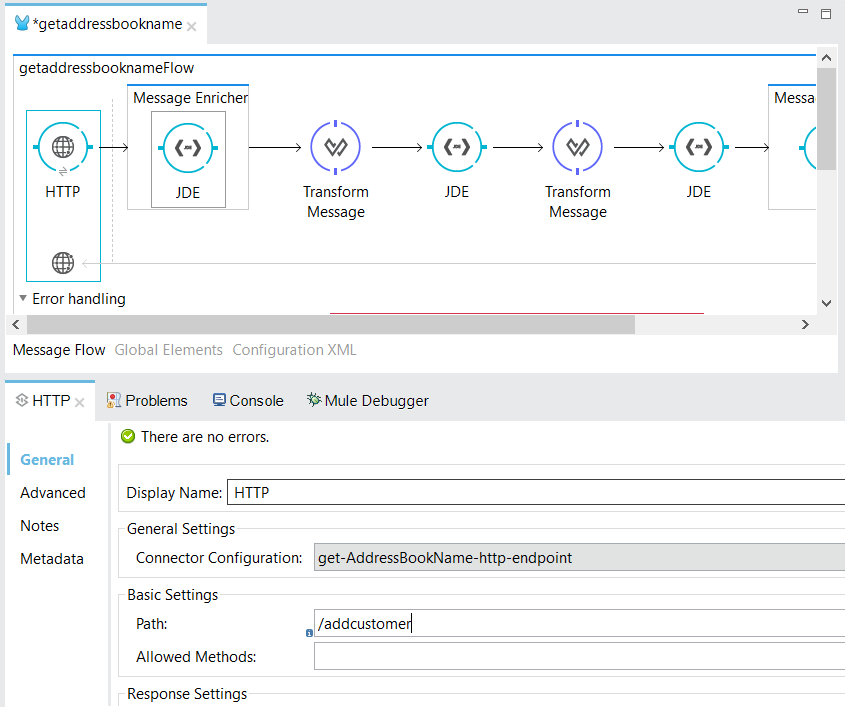 *getaddressbookname
getaddressbooknameFlow
Message Enricher
Messa
HTTP
JDE
Transform
Message
JDE
Transform
Message
JDE
Error handling
Message Flow Global Elements Configuration XML
HTTP Problems Console Mule Debugger
There are no errors.
General
Advanced
Notes
Metadata
Display Name: HTTP
General Settings
Connector Configuration: get-AddressBookName-http-endpoint
Basic Settings
Path: /addcustomer
Allowed Methods:
Response Settings